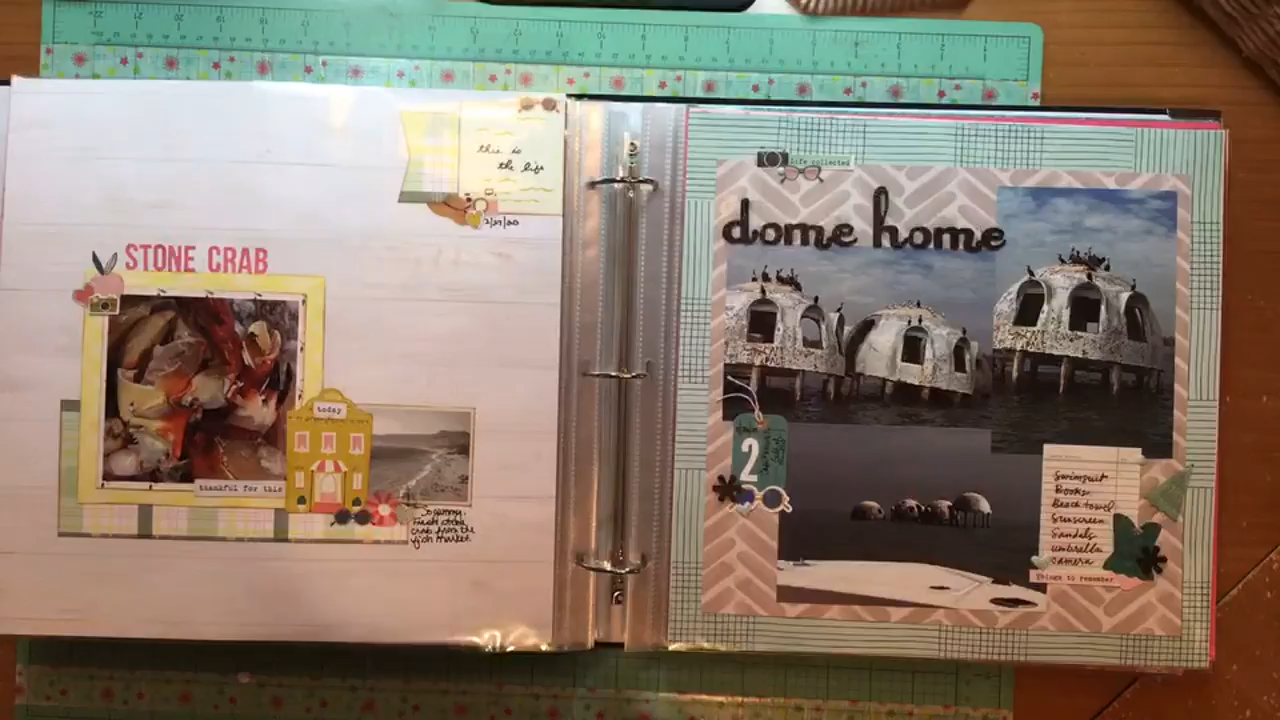 this is
the life
2/27/20
STONE CRAB
today
thankful for this
So yummy.
Fresh stone
crab from the
fish market.
life collected
dome home
2
Swimsuit
Books
Beach towel
Sunscreen
Sandals
umbrella
camera
Things to remember